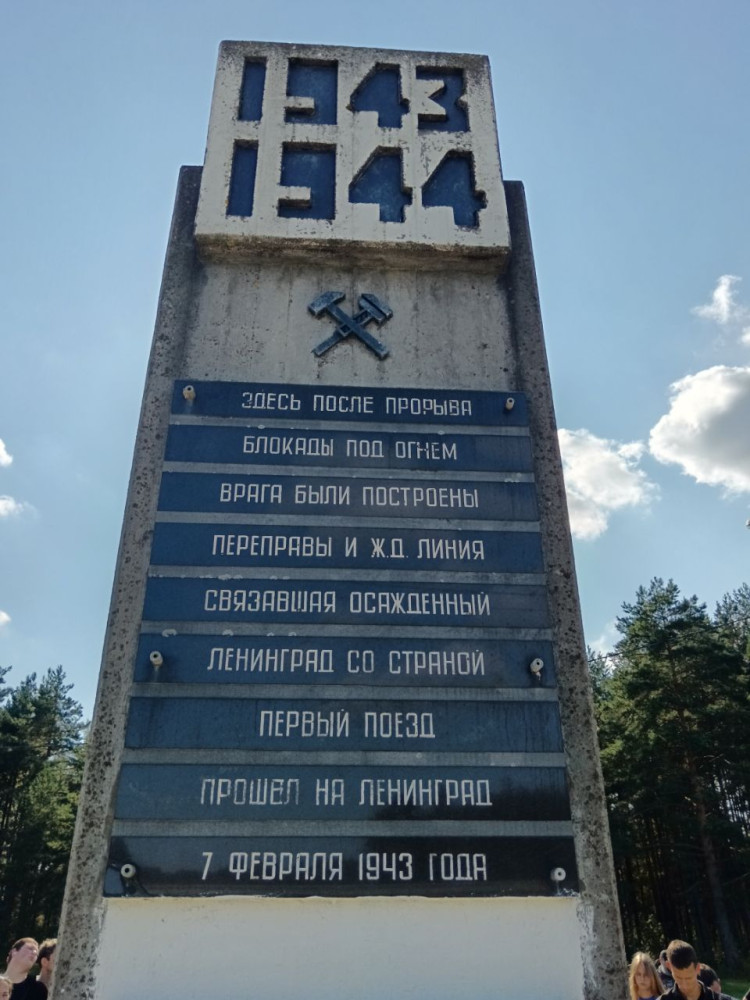 1943
1944
ЗДЕСЬ ПОСЛЕ ПРОРЫВА
БЛОКАДЫ ПОД ОГНЕМ
ВРАГА БЫЛИ ПОСТРОЕНЫ
ПЕРЕПРАВЫ И Ж.Д. ЛИНИЯ
СВЯЗАВШАЯ ОСАЖДЕННЫЙ
ЛЕНИНГРАД СО СТРАНОЙ
ПЕРВЫЙ ПОЕЗД
ПРОШЕЛ НА ЛЕНИНГРАД
7 ФЕВРАЛЯ 1943 ГОДА